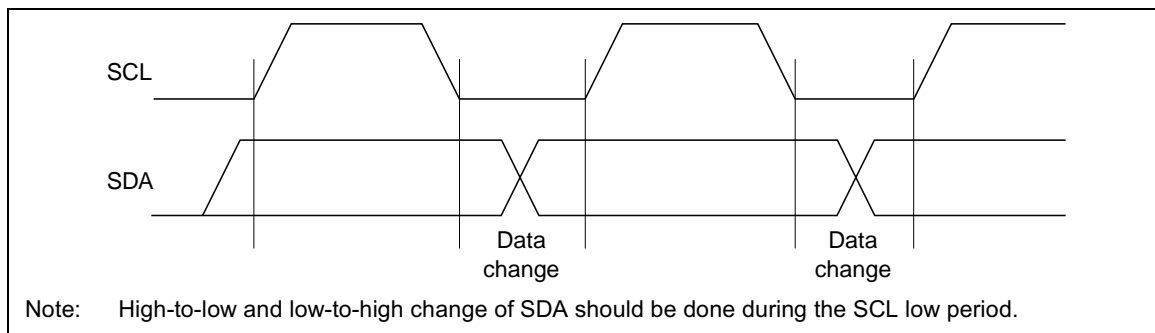 SCL
SDA
Data
change
Data
change
Note: High-to-low and low-to-high change of SDA should be done during the SCL low period.